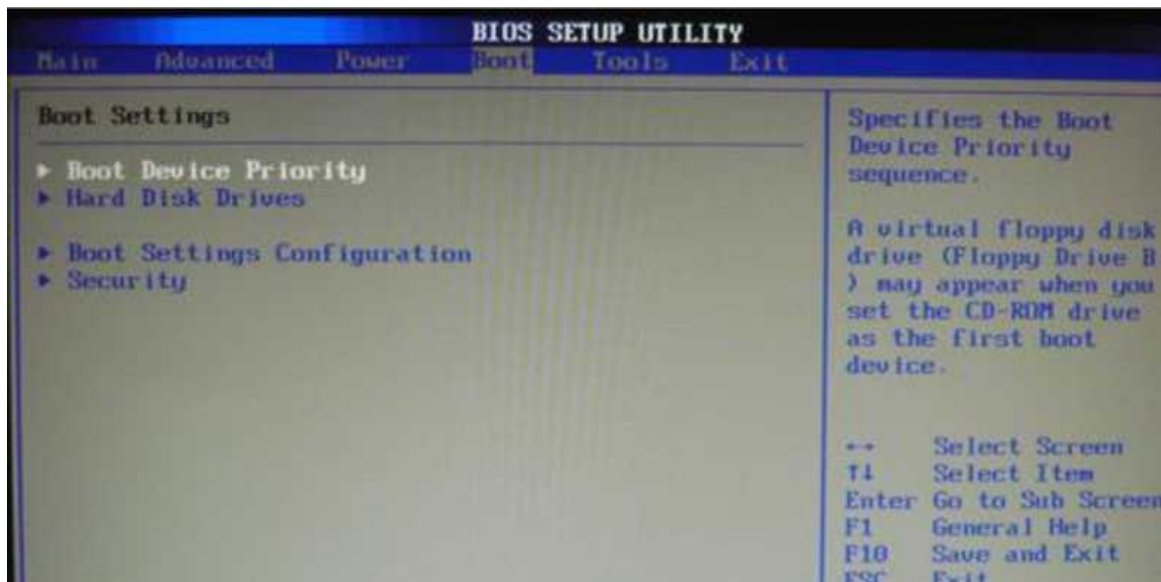 BIOS SETUP UTILITY
Main Advanced Power Boot Tools Exit
Boot Settings
► Boot Device Priority
► Hard Disk Drives
► Boot Settings Configuration
► Security
Specifies the Boot
Device Priority
sequence.
A virtual floppy disk
drive (Floppy Drive B
) may appear when you
set the CD-ROM drive
as the first boot
device.
←→ Select Screen
↑↓ Select Item
Enter Go to Sub Screen
F1 General Help
F10 Save and Exit
ESC Exit